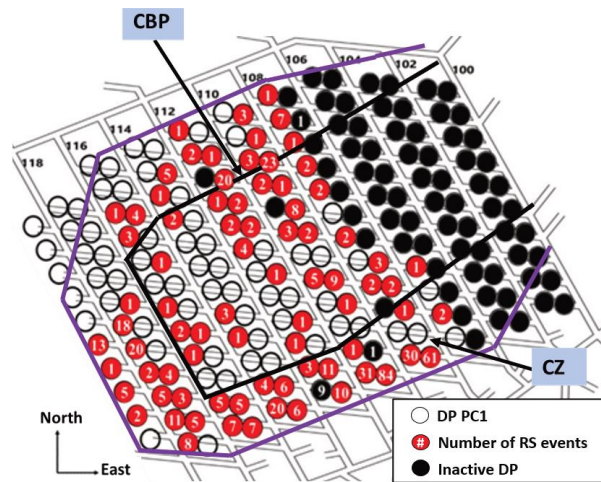 CBP
106
104
102
100
108
110
112
114
116
118
1
3 7 1
1
1 1
2 1 3 23
2
5 20 2 1 2
1 1 2 8
1 4 2 2 2 3 2
3 4 2
1 3 1
1 5 9 2 2
1 3 1 1 2
18 2 1 1 1
13 20 1 1 1 1 30 61
1 2 4 3 11 31 84
5 5 3 4 6 9 10
5 5 20 6
2 11 5 7 7
8
CZ
North
East
DP PC1
# Number of RS events
Inactive DP